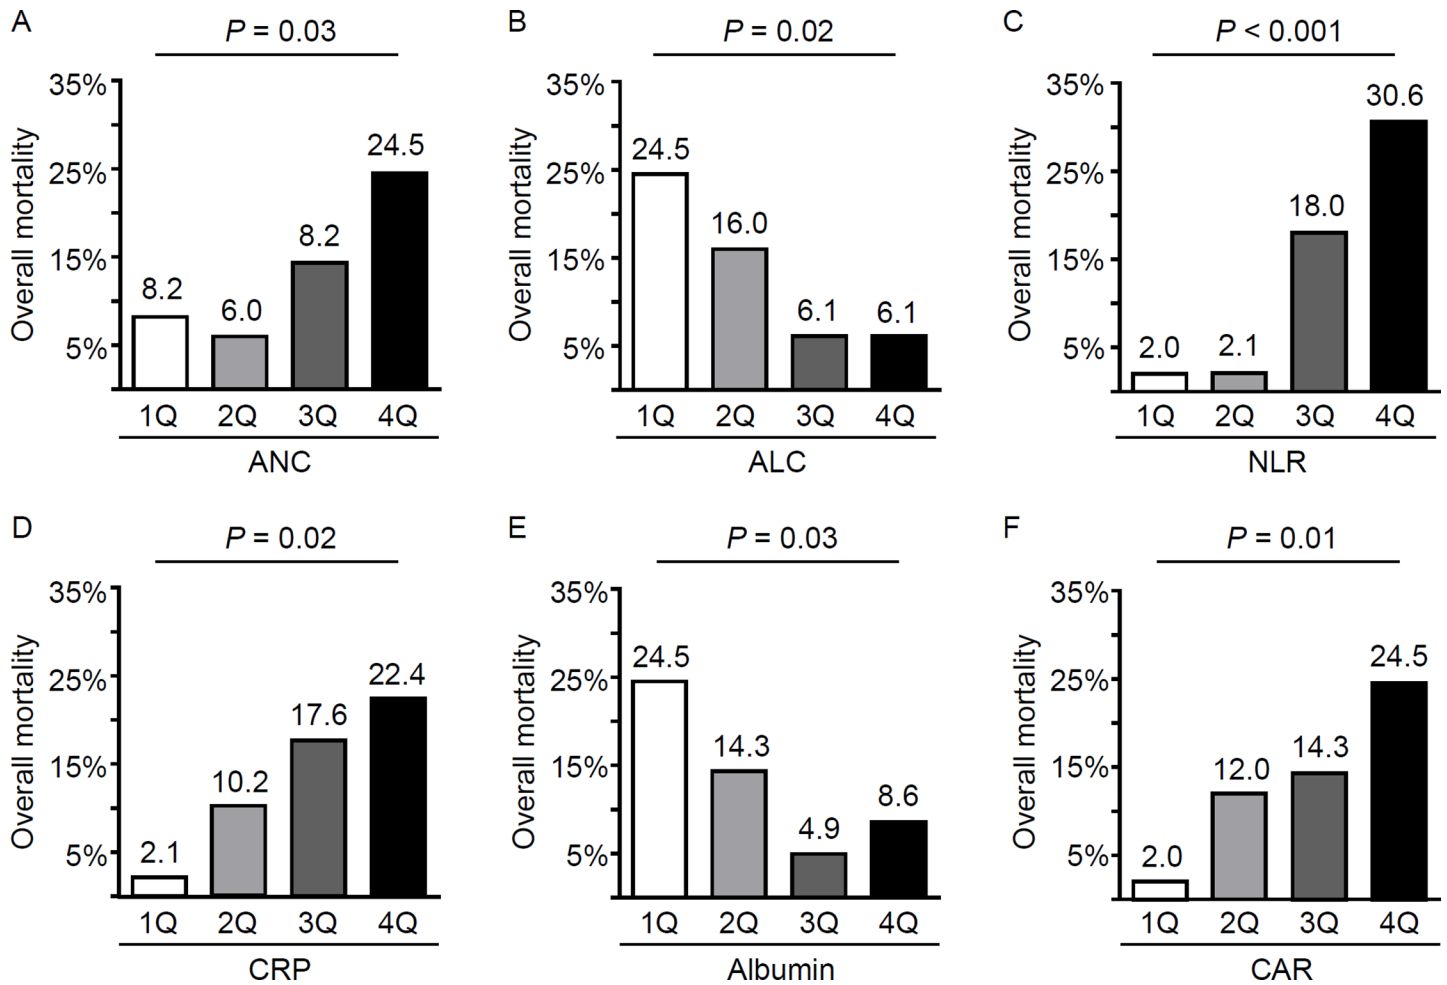 A
P = 0.03
35%
25%
15%
5%
Overall mortality
8.2
6.0
8.2
24.5
1Q 2Q 3Q 4Q
ANC
B
P = 0.02
35%
25%
15%
5%
Overall mortality
24.5
16.0
6.1
6.1
1Q 2Q 3Q 4Q
ALC
C
P < 0.001
35%
25%
15%
5%
Overall mortality
2.0
2.1
18.0
30.6
1Q 2Q 3Q 4Q
NLR
D
P = 0.02
35%
25%
15%
5%
Overall mortality
2.1
10.2
17.6
22.4
1Q 2Q 3Q 4Q
CRP
E
P = 0.03
35%
25%
15%
5%
Overall mortality
24.5
14.3
4.9
8.6
1Q 2Q 3Q 4Q
Albumin
F
P = 0.01
35%
25%
15%
5%
Overall mortality
2.0
12.0
14.3
24.5
1Q 2Q 3Q 4Q
CAR